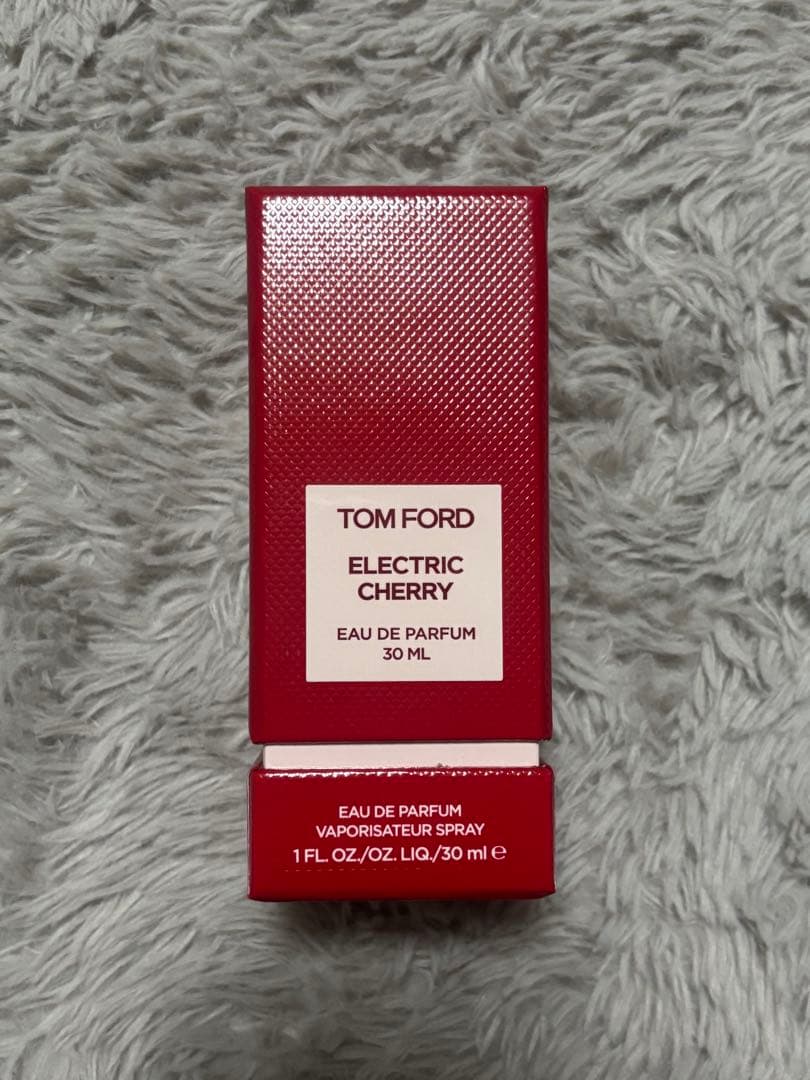 TOM FORD
ELECTRIC
CHERRY
EAU DE PARFUM
30 ML
EAU DE PARFUM
VAPORISATEUR SPRAY
1 FL. OZ./OZ. LIQ./30 ml ℮